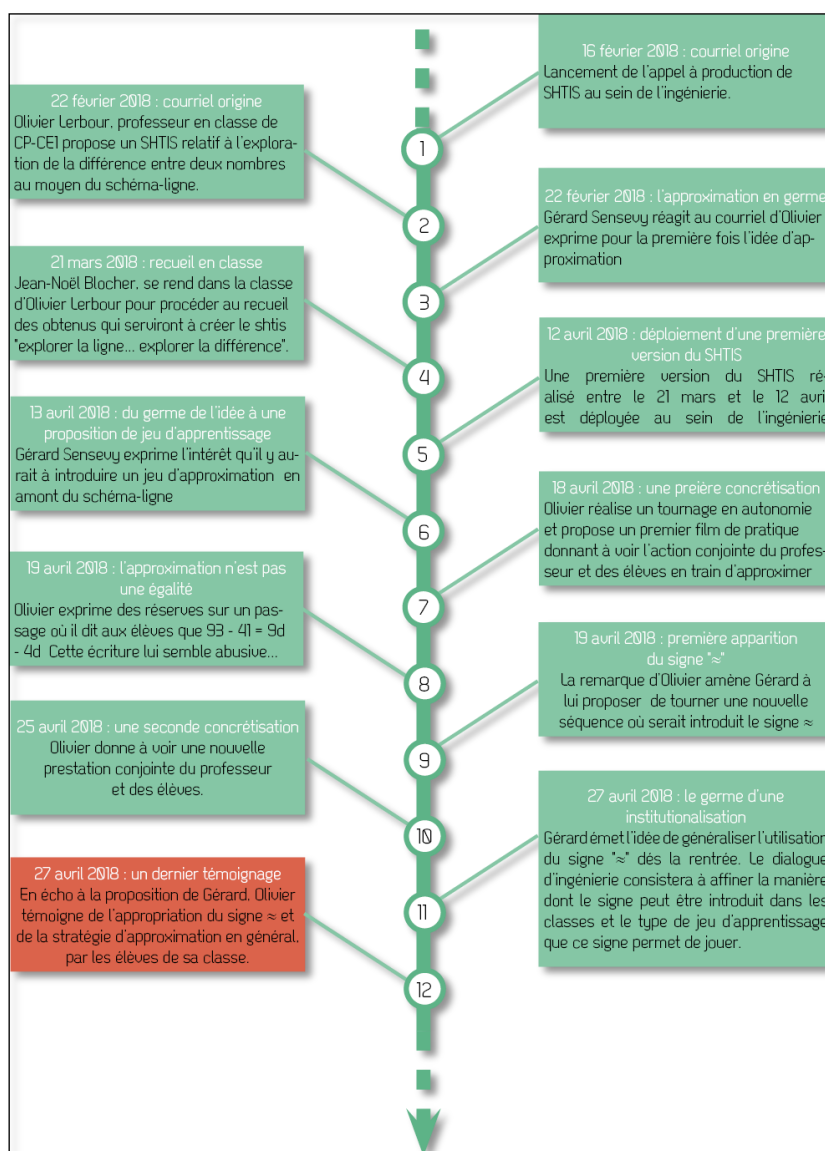 16 février 2018 : courriel origine
Lancement de l'appel à production de
SHTIS au sein de l'ingénierie.
1
22 février 2018 : courriel origine
Olivier Lerbour, professeur en classe de
CP-CE1 propose un SHTIS relatif à l'explora-
tion de la différence entre deux nombres
au moyen du schéma-ligne.
2
22 février 2018 : l'approximation en germe
Gérard Sensevy réagit au courriel d'Olivier
exprime pour la première fois l'idée d'ap-
proximation
3
21 mars 2018 : recueil en classe
Jean-Noël Blocher, se rend dans la classe
d'Olivier Lerbour pour procéder au recueil
des obtenus qui serviront à créer le shtis
"explorer la ligne... explorer la différence".
4
12 avril 2018 : déploiement d'une première
version du SHTIS
Une première version du SHTIS ré-
alisé entre le 21 mars et le 12 avril
est déployée au sein de l'ingénierie
5
13 avril 2018 : du germe de l'idée à une
proposition de jeu d'apprentissage
Gérard Sensevy exprime l'intérêt qu'il y au-
rait à introduire un jeu d'approximation en
amont du schéma-ligne
6
18 avril 2018 : une preière concrétisation
Olivier réalise un tournage en autonomie
et propose un premier film de pratique
donnant à voir l'action conjointe du profes-
seur et des élèves en train d'approximer
7
19 avril 2018 : l'approximation n'est pas
une égalité
Olivier exprime des réserves sur un pas-
sage où il dit aux élèves que 93 - 41 = 9d
- 4d Cette écriture lui semble abusive...
8
19 avril 2018 : première apparition
du signe "≈"
La remarque d'Olivier amène Gérard à
lui proposer de tourner une nouvelle
séquence où serait introduit le signe ≈
9
25 avril 2018 : une seconde concrétisation
Olivier donne à voir une nouvelle
prestation conjointe du professeur
et des élèves.
10
27 avril 2018 : le germe d'une
institutionalisation
Gérard émet l'idée de généraliser l'utilisation
du signe "≈" dés la rentrée. Le dialogue
d'ingénierie consistera à affiner la manière
dont le signe peut être introduit dans les
classes et le type de jeu d'apprentissage
que ce signe permet de jouer.
11
27 avril 2018 : un dernier témoignage
En écho à la proposition de Gérard, Olivier
témoigne de l'appropriation du signe ≈ et
de la stratégie d'approximation en général,
par les élèves de sa classe.
12